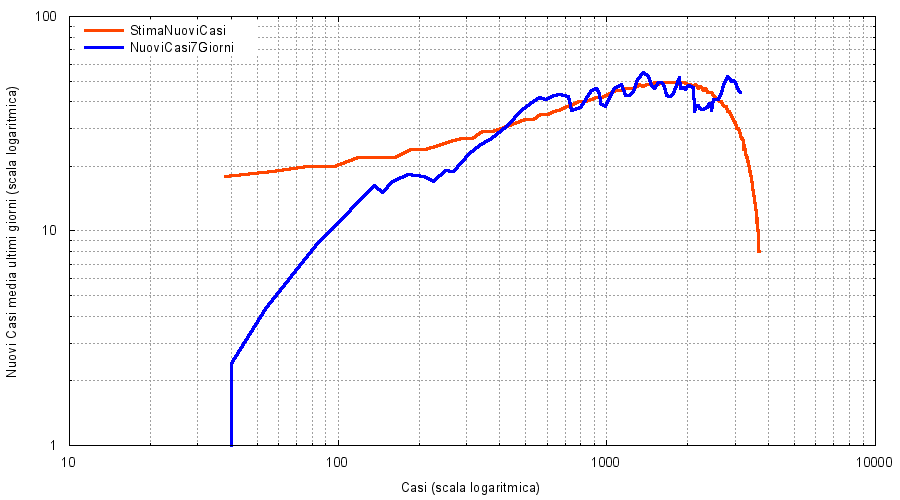 100
StimaNuoviCasi
NuoviCasi7Giorni
Nuovi Casi media ultimi giorni (scala logaritmica)
10
1
10
100
1000
10000
Casi (scala logaritmica)